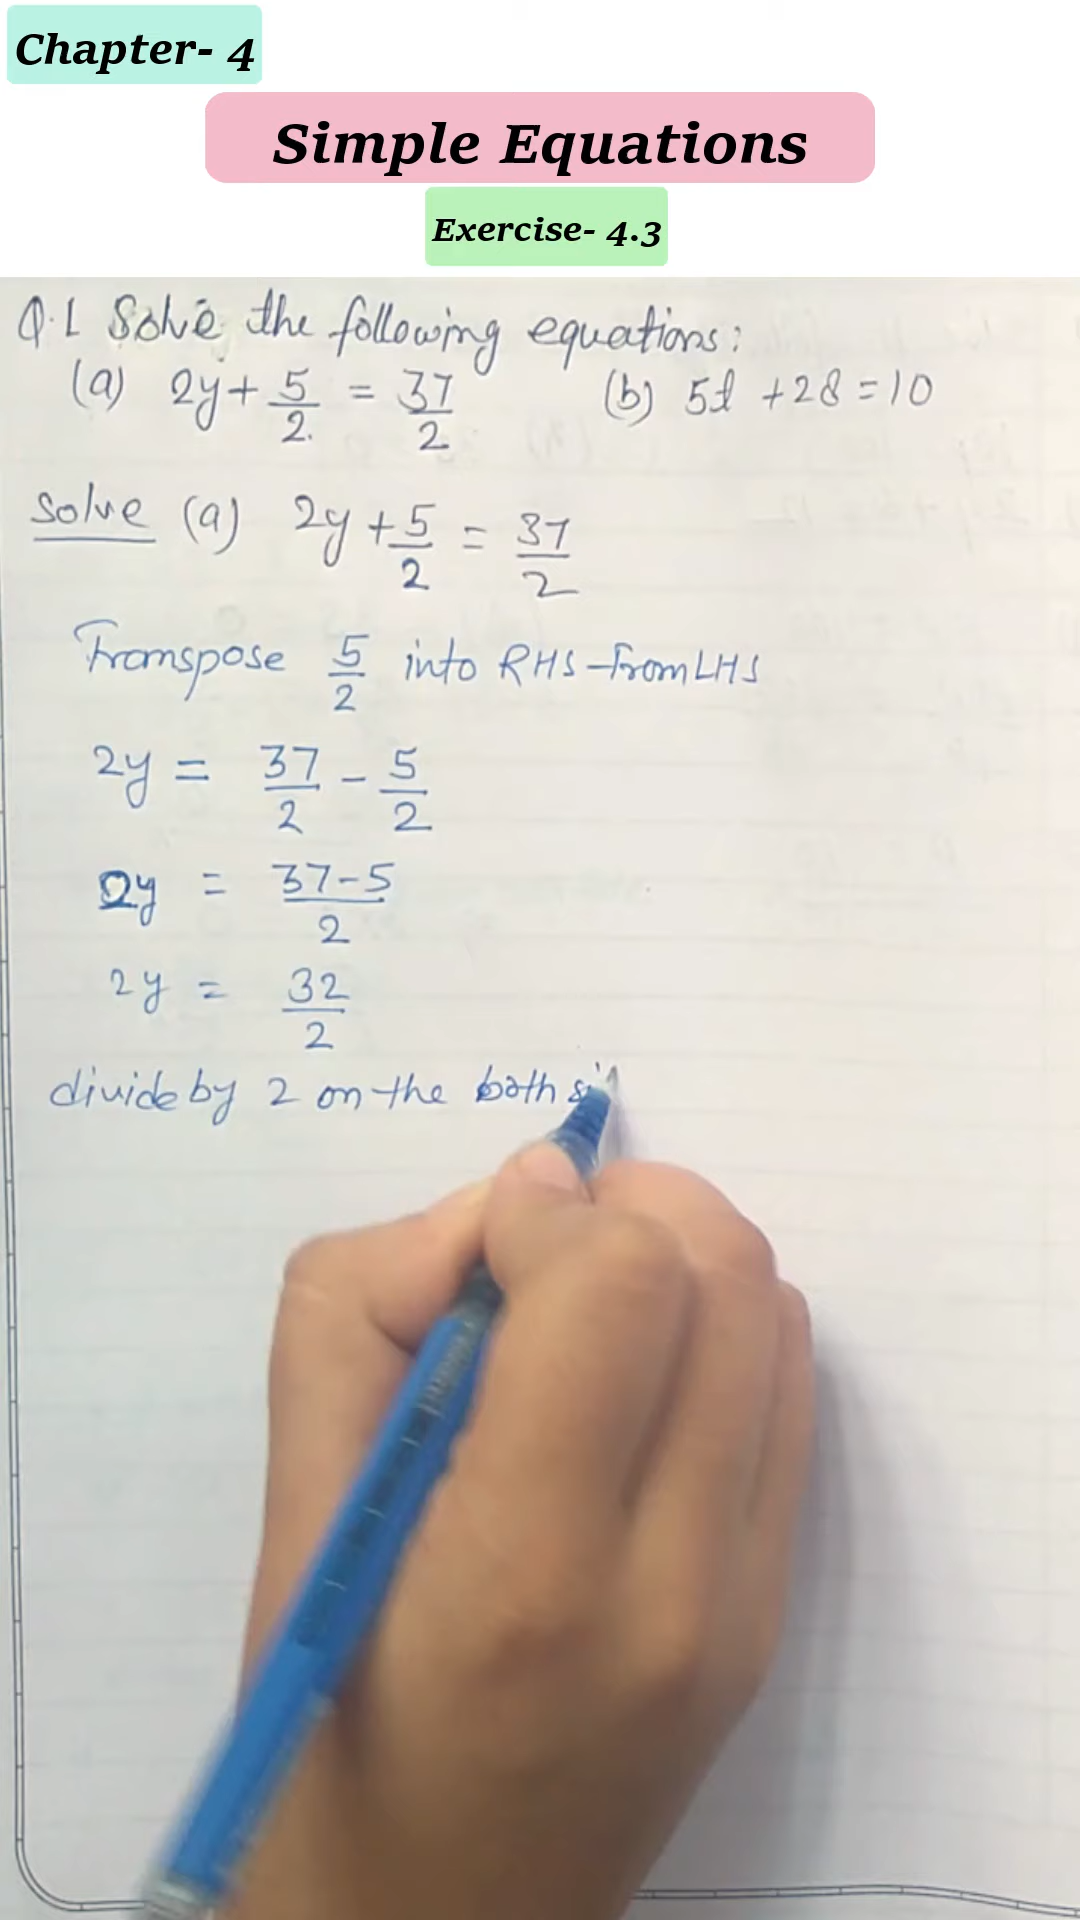 Chapter- 4
Simple Equations
Exercise- 4.3
Q.1 Solve the following equations:
(a) 2y + 5/2 = 37/2 (b) 5t + 28 = 10
Solve (a) 2y + 5/2 = 37/2
Transpose 5/2 into RHS from LHS
2y = 37/2 - 5/2
2y = 37-5/2
2y = 32/2
divide by 2 on the both si